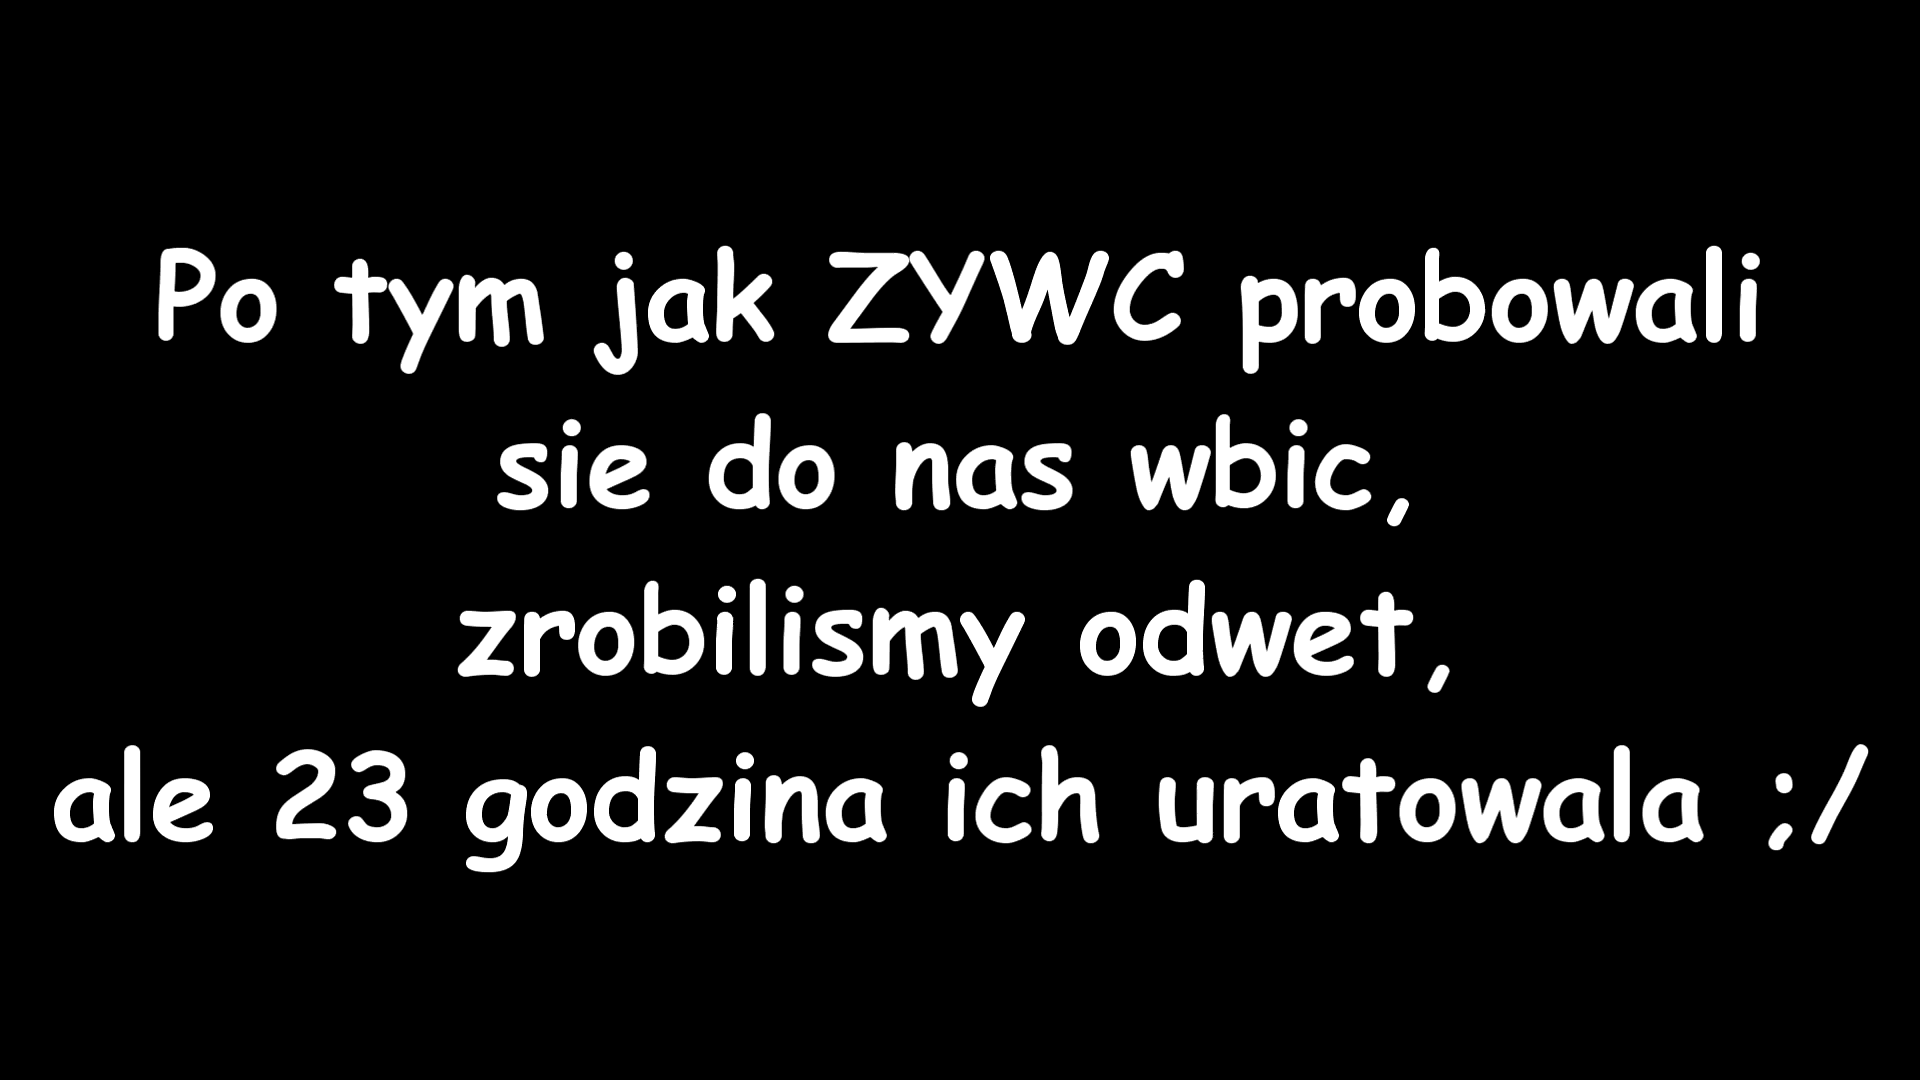 Po tym jak ZYWC probowali
sie do nas wbic,
zrobilismy odwet,
ale 23 godzina ich uratowala ;/